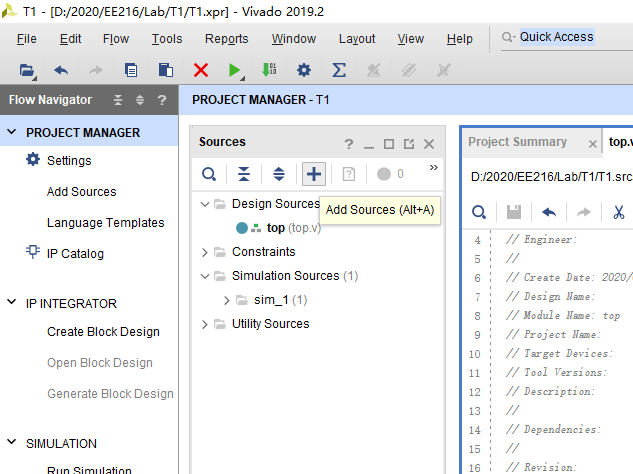 T1 - [D:/2020/EE216/Lab/T1/T1.xpr] - Vivado 2019.2
File Edit Flow Tools Reports Window Layout View Help Quick Access
Flow Navigator
PROJECT MANAGER - T1
PROJECT MANAGER
Settings
Add Sources
Language Templates
IP Catalog
IP INTEGRATOR
Create Block Design
Open Block Design
Generate Block Design
SIMULATION
Run Simulation
Sources
0
Design Sources
Add Sources (Alt+A)
top (top.v)
Constraints
Simulation Sources (1)
sim_1 (1)
Utility Sources
Project Summary
top.v
D:/2020/EE216/Lab/T1/T1.src
4 // Engineer:
5 //
6 // Create Date: 2020/
7 // Design Name:
8 // Module Name: top
9 // Project Name:
10 // Target Devices:
11 // Tool Versions:
12 // Description:
13 //
14 // Dependencies:
15 //
16 // Revision: